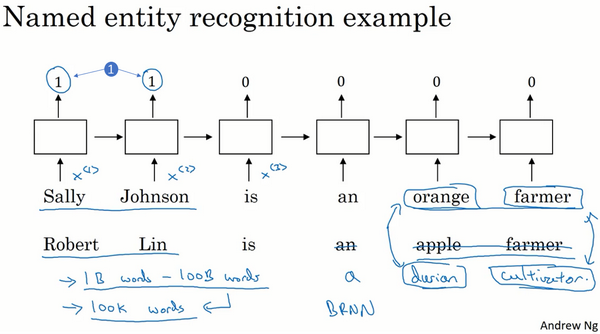 Named entity recognition example
1 1 1 0 0 0 0
x<1> x<2> x<3>
Sally Johnson is an orange farmer
Robert Lin is an apple farmer
→ 1B words - 100B words a durian cultivator.
→ 100K words BRNN
Andrew Ng